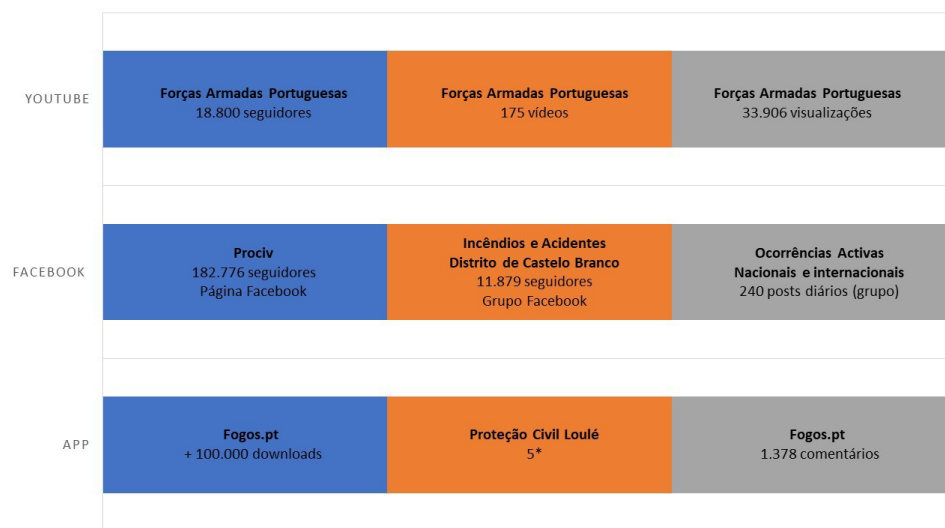 YOUTUBE
Forças Armadas Portuguesas
18.800 seguidores
Forças Armadas Portuguesas
175 vídeos
Forças Armadas Portuguesas
33.906 visualizações
FACEBOOK
Prociv
182.776 seguidores
Página Facebook
Incêndios e Acidentes
Distrito de Castelo Branco
11.879 seguidores
Grupo Facebook
Ocorrências Activas
Nacionais e internacionais
240 posts diários (grupo)
APP
Fogos.pt
+ 100.000 downloads
Proteção Civil Loulé
5*
Fogos.pt
1.378 comentários